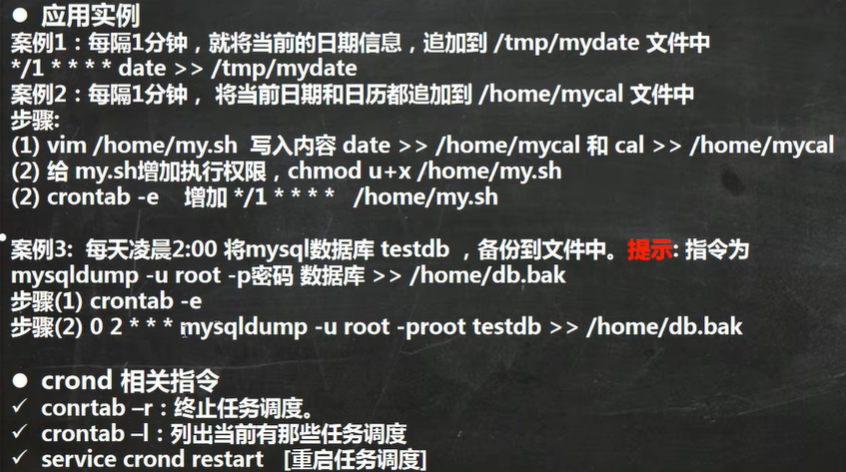 ● 应用实例
案例1：每隔1分钟，就将当前的日期信息，追加到 /tmp/mydate 文件中
*/1 * * * * date >> /tmp/mydate
案例2：每隔1分钟， 将当前日期和日历都追加到 /home/mycal 文件中
步骤:
(1) vim /home/my.sh 写入内容 date >> /home/mycal 和 cal >> /home/mycal
(2) 给 my.sh增加执行权限，chmod u+x /home/my.sh
(2) crontab -e 增加 */1 * * * * /home/my.sh
案例3: 每天凌晨2:00 将mysql数据库 testdb ，备份到文件中。提示: 指令为
mysqldump -u root -p密码 数据库 >> /home/db.bak
步骤(1) crontab -e
步骤(2) 0 2 * * * mysqldump -u root -proot testdb >> /home/db.bak
● crond 相关指令
✓ conrtab –r：终止任务调度。
✓ crontab –l：列出当前有那些任务调度
✓ service crond restart [重启任务调度]